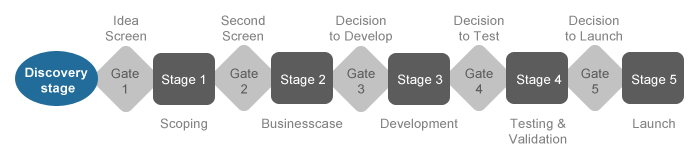 Idea
Screen
Second
Screen
Decision
to Develop
Decision
to Test
Decision
to Launch
Discovery
stage
Gate
1
Stage 1
Gate
2
Stage 2
Gate
3
Stage 3
Gate
4
Stage 4
Gate
5
Stage 5
Scoping
Businesscase
Development
Testing &
Validation
Launch